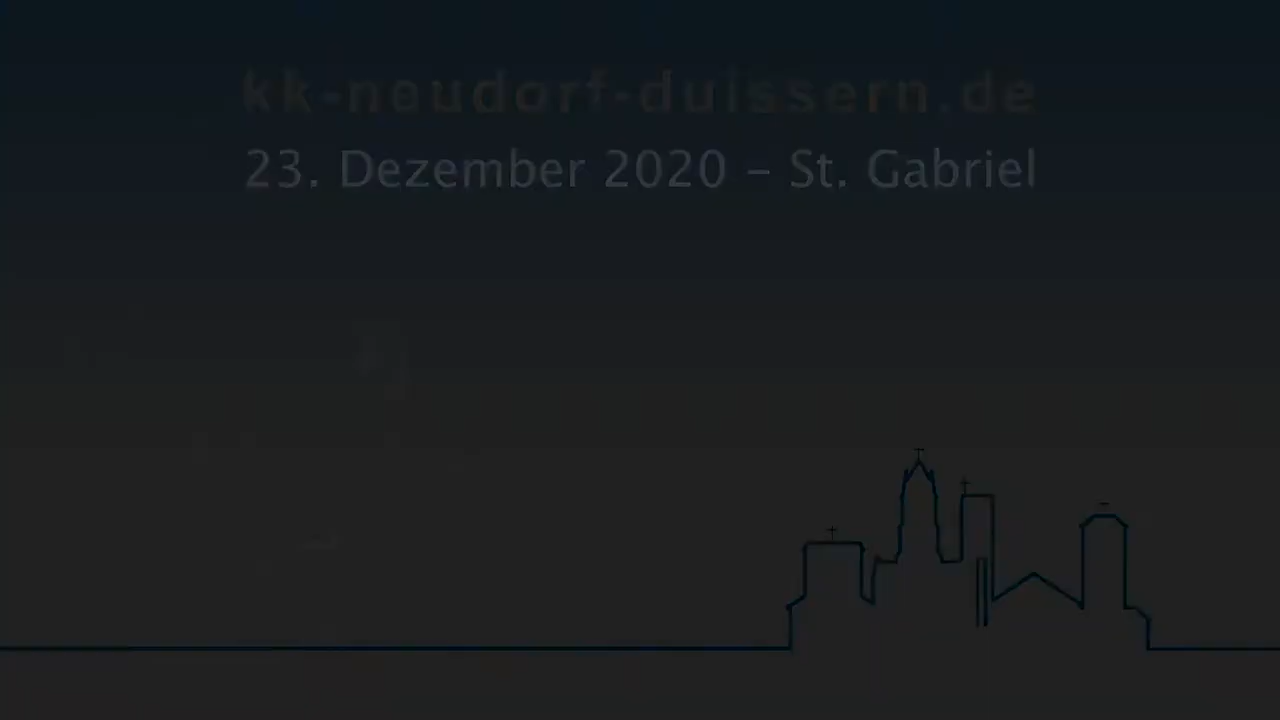 kk-neudorf-duissern.de
23. Dezember 2020 – St. Gabriel